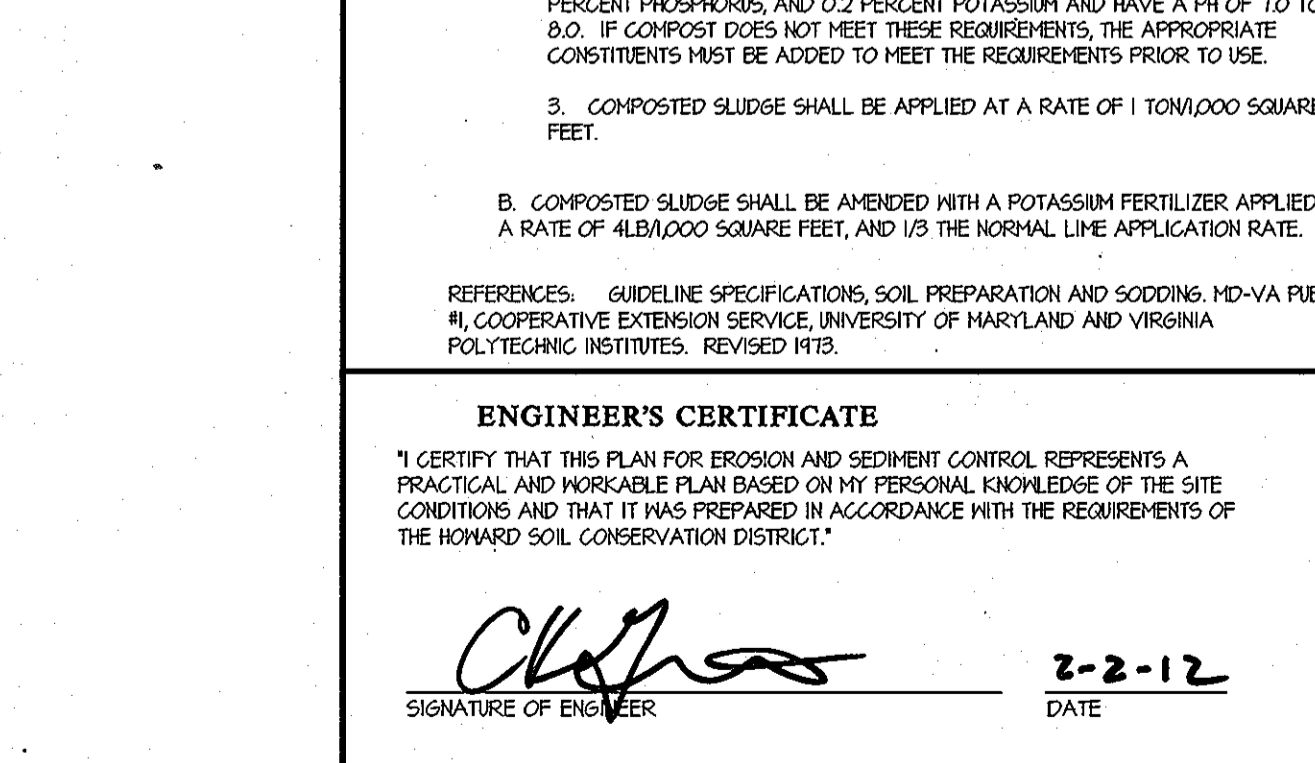 PERCENT PHOSPHORUS, AND 0.2 PERCENT POTASSIUM AND HAVE A PH OF 7.0 TO
8.0. IF COMPOST DOES NOT MEET THESE REQUIREMENTS, THE APPROPRIATE
CONSTITUENTS MUST BE ADDED TO MEET THE REQUIREMENTS PRIOR TO USE.
3. COMPOSTED SLUDGE SHALL BE APPLIED AT A RATE OF 1 TON/1,000 SQUARE
FEET.
B. COMPOSTED SLUDGE SHALL BE AMENDED WITH A POTASSIUM FERTILIZER APPLIED
A RATE OF 4LB/1,000 SQUARE FEET, AND 1/3 THE NORMAL LIME APPLICATION RATE.
REFERENCES: GUIDELINE SPECIFICATIONS, SOIL PREPARATION AND SODDING. MD-VA PUB
#1, COOPERATIVE EXTENSION SERVICE, UNIVERSITY OF MARYLAND AND VIRGINIA
POLYTECHNIC INSTITUTES. REVISED 1973.
ENGINEER'S CERTIFICATE
"I CERTIFY THAT THIS PLAN FOR EROSION AND SEDIMENT CONTROL REPRESENTS A
PRACTICAL AND WORKABLE PLAN BASED ON MY PERSONAL KNOWLEDGE OF THE SITE
CONDITIONS AND THAT IT WAS PREPARED IN ACCORDANCE WITH THE REQUIREMENTS OF
THE HOWARD SOIL CONSERVATION DISTRICT."
2-2-12
SIGNATURE OF ENGINEER DATE